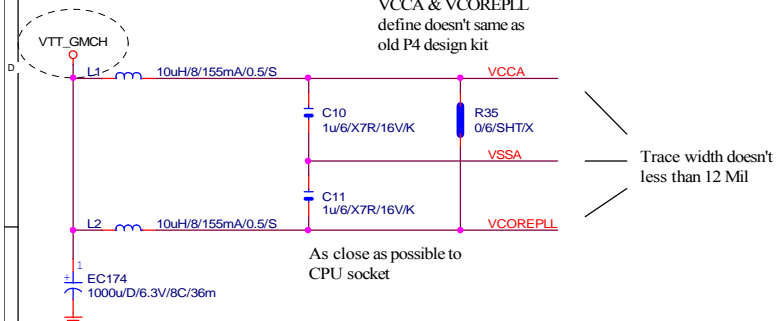 VCCA & VCOREPLL
define doesn't same as
old P4 design kit
VTT_GMCH
D
L1
10uH/8/155mA/0.5/S
VCCA
C10
1u/6/X7R/16V/K
R35
0/6/SHT/X
VSSA
Trace width doesn't
less than 12 Mil
C11
1u/6/X7R/16V/K
L2
10uH/8/155mA/0.5/S
VCOREPLL
As close as possible to
CPU socket
1
+
EC174
1000u/D/6.3V/8C/36m